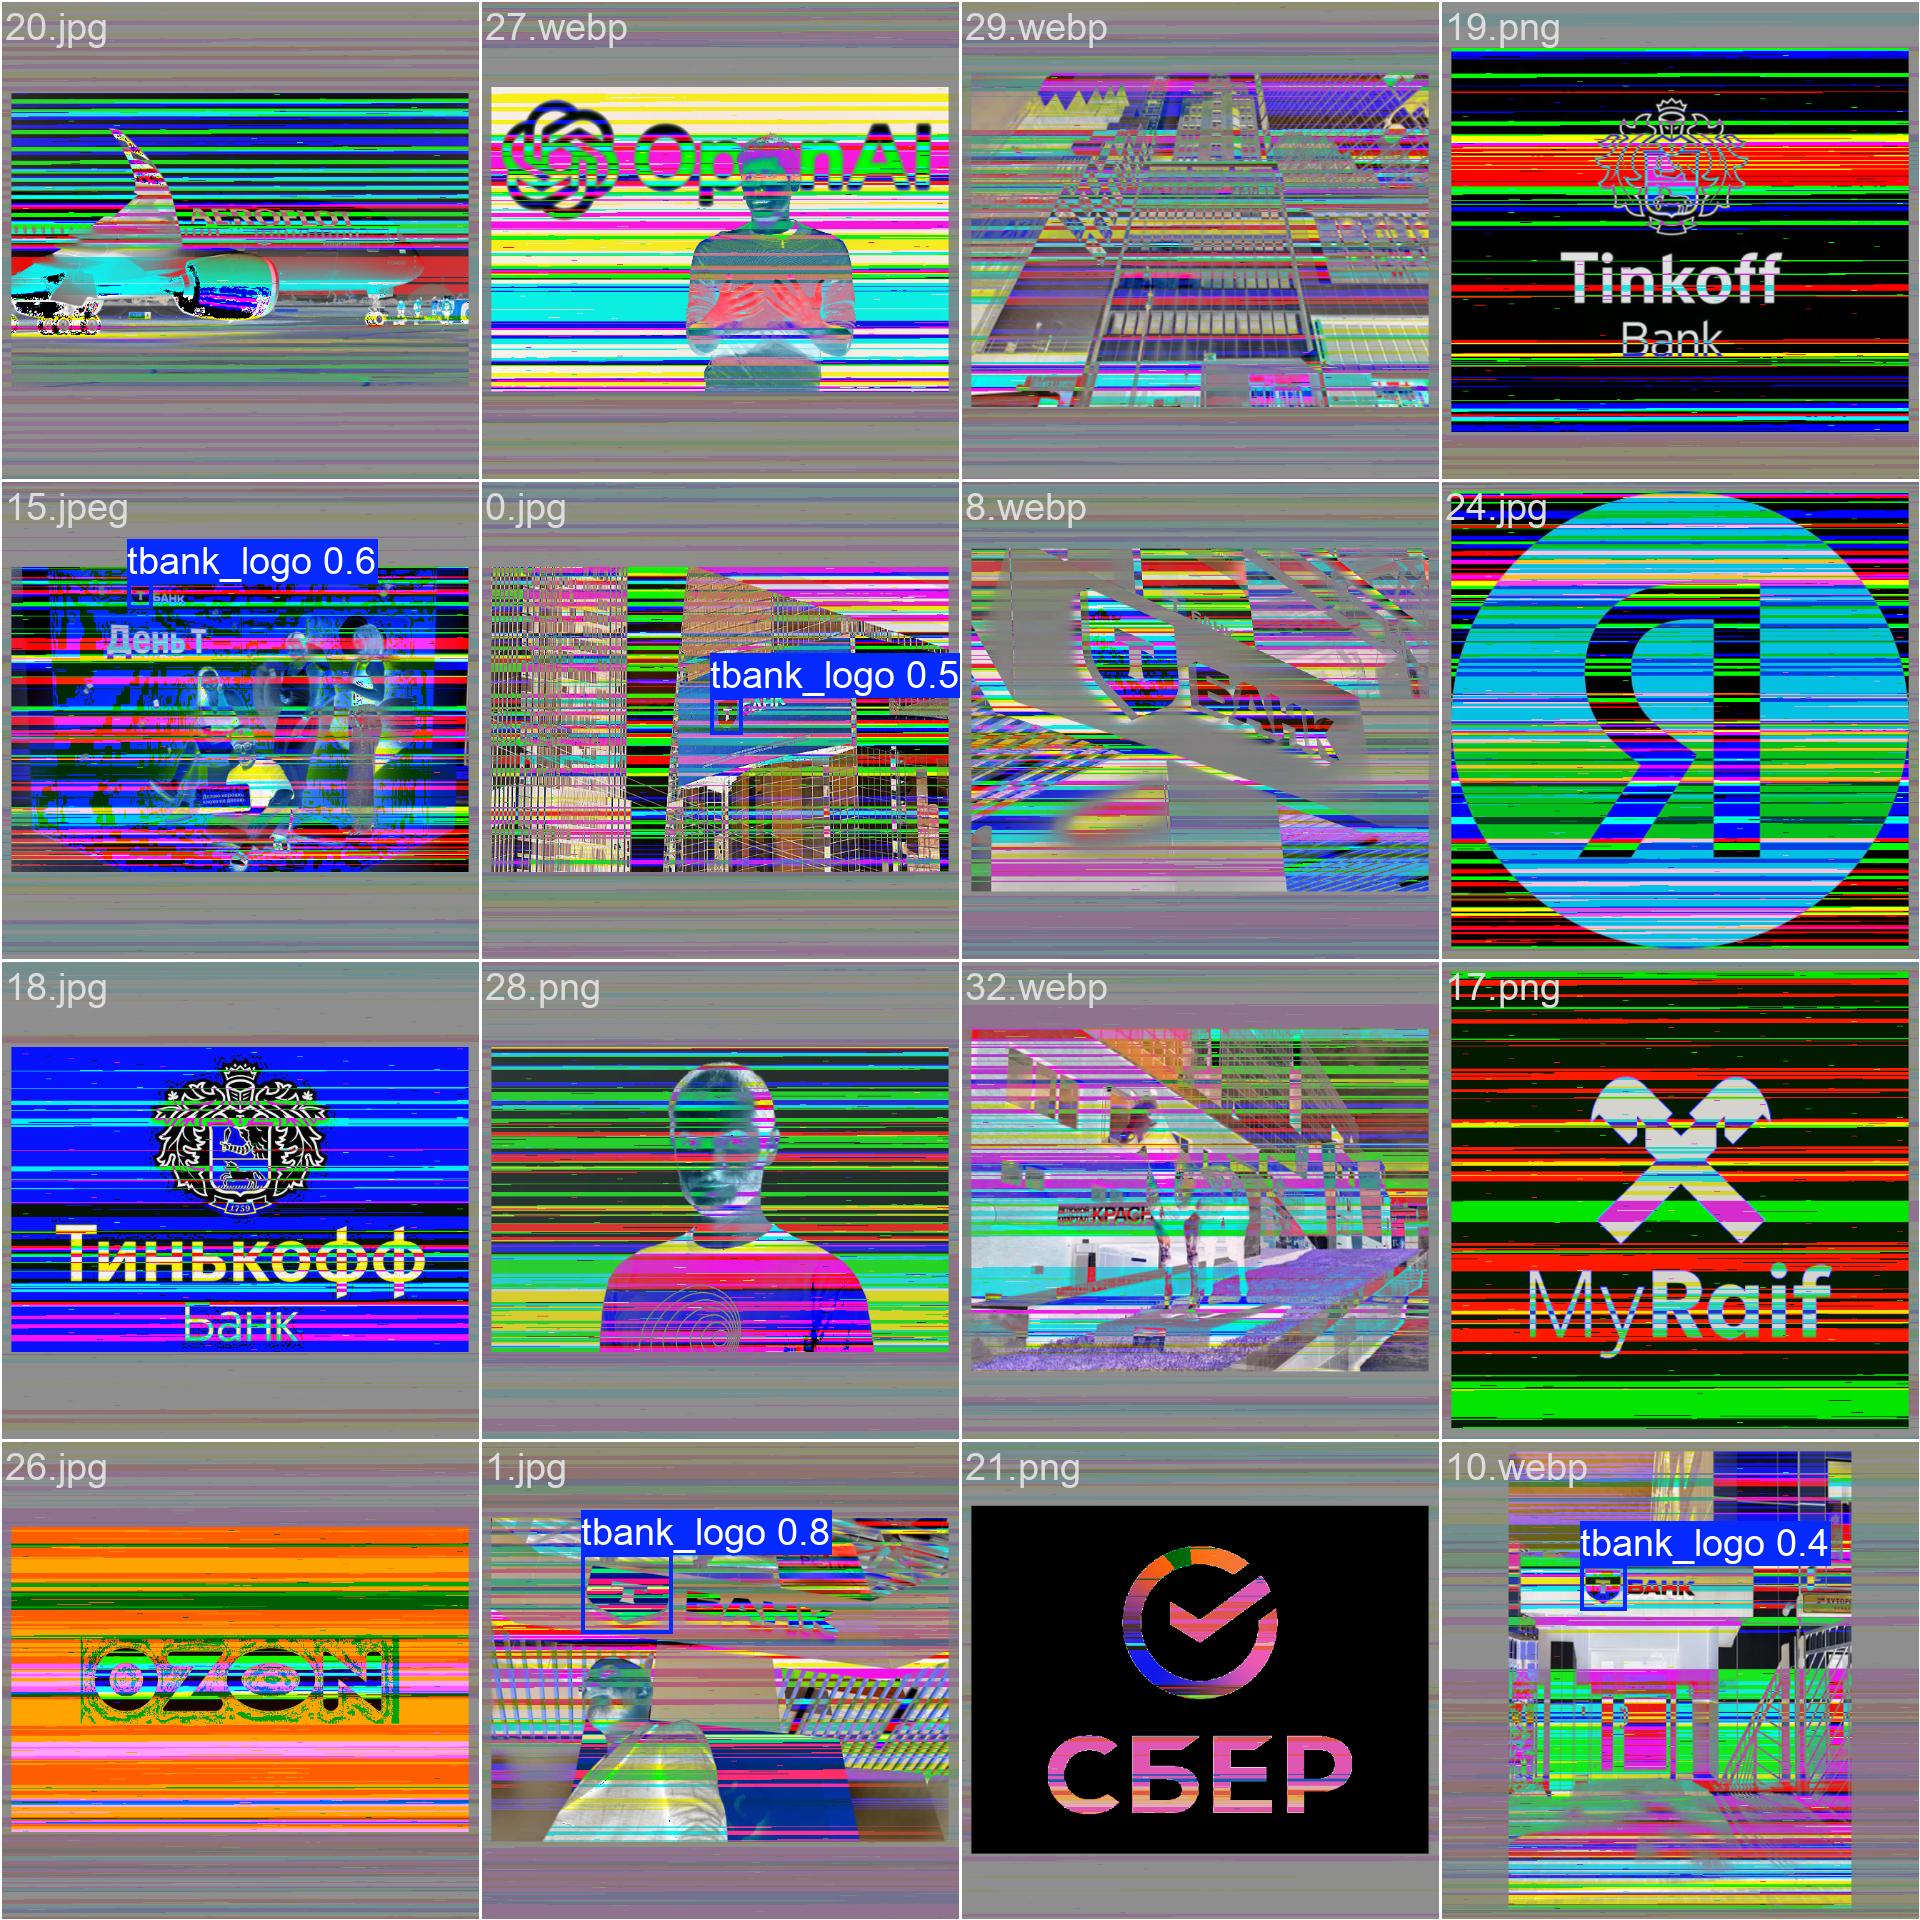 20.jpg
AEROFLOT
27.webp
OpenAI
29.webp
19.png
Tinkoff
Bank
15.jpeg
tbank_logo 0.6
Т БАНК
День Т
0.jpg
tbank_logo 0.5
Т
8.webp
Т БАНК
24.jpg
Я
18.jpg
1759
Тинькофф
Банк
28.png
32.webp
КРАСН
17.png
MyRaif
26.jpg
OZON
1.jpg
tbank_logo 0.8
Т БАНК
21.png
СБЕР
10.webp
tbank_logo 0.4
Т БАНК